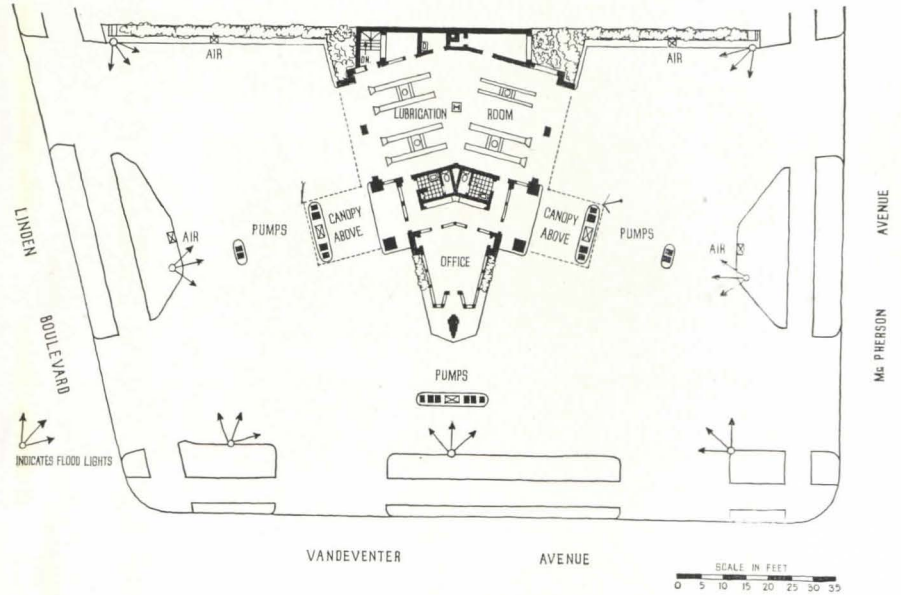 AIR
AIR
DN.
LUBRICATION ROOM
LINDEN
BOULEVARD
AIR
PUMPS
CANOPY
ABOVE
OFFICE
CANOPY
ABOVE
PUMPS
AIR
MC PHERSON AVENUE
PUMPS
INDICATES FLOOD LIGHTS
VANDEVENTER AVENUE
SCALE IN FEET
0 5 10 15 20 25 30 35